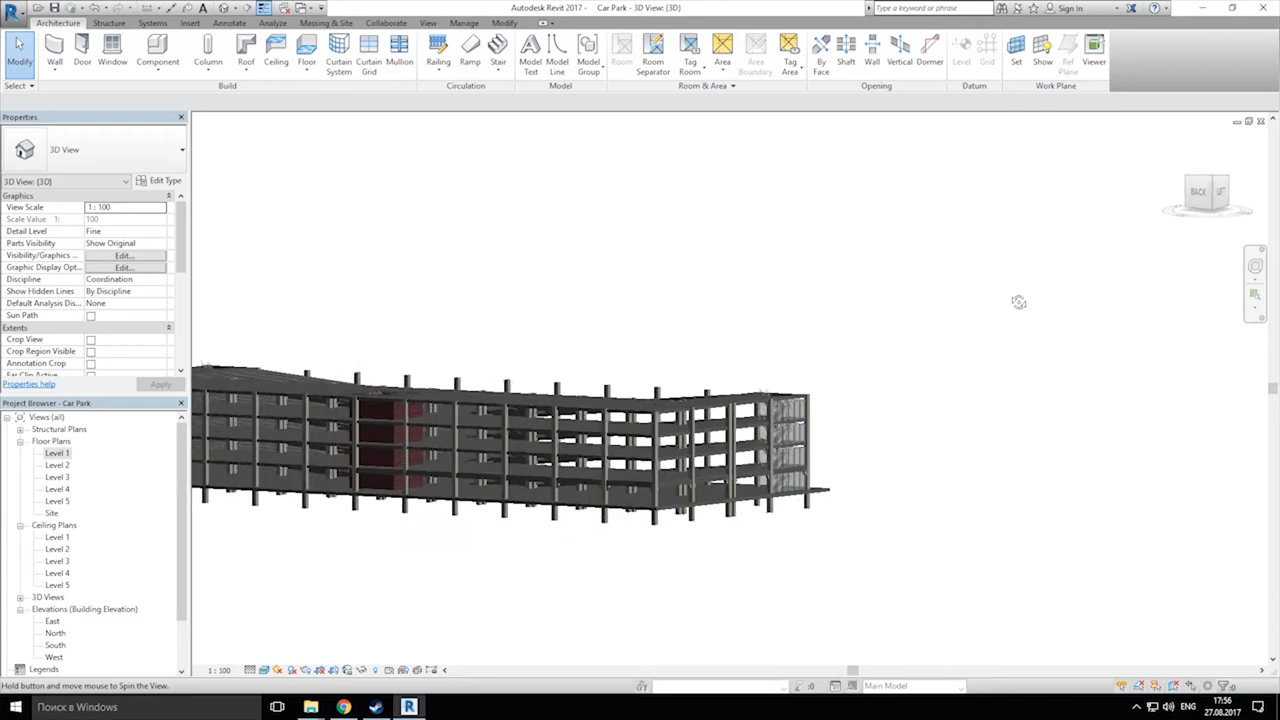 Autodesk Revit 2017 - Car Park - 3D View: {3D}
Type a keyword or phrase
Sign In
Architecture Structure Systems Insert Annotate Analyze Massing & Site Collaborate View Manage Modify
Modify Wall Door Window Component Column Roof Ceiling Floor Curtain System Curtain Grid Mullion Railing Ramp Stair Model Text Model Line Model Group Room Room Separator Tag Room Area Area Boundary Tag Area By Face Shaft Wall Vertical Dormer Level Grid Set Show Ref Plane Viewer
Select Build Circulation Model Room & Area Opening Datum Work Plane
Properties
3D View
3D View: {3D} Edit Type
Graphics
View Scale 1 : 100
Scale Value 1: 100
Detail Level Fine
Parts Visibility Show Original
Visibility/Graphics ... Edit...
Graphic Display Opt... Edit...
Discipline Coordination
Show Hidden Lines By Discipline
Default Analysis Dis... None
Sun Path
Extents
Crop View
Crop Region Visible
Annotation Crop
Far Clip Active
Properties help Apply
Project Browser - Car Park
Views (all)
Structural Plans
Floor Plans
Level 1
Level 2
Level 3
Level 4
Level 5
Site
Ceiling Plans
Level 1
Level 2
Level 3
Level 4
Level 5
3D Views
Elevations (Building Elevation)
East
North
South
West
Legends
BACK LEFT
1 : 100
Hold button and move mouse to Spin the View.
:0
Main Model
:0
Поиск в Windows
ENG
17:56
27.08.2017